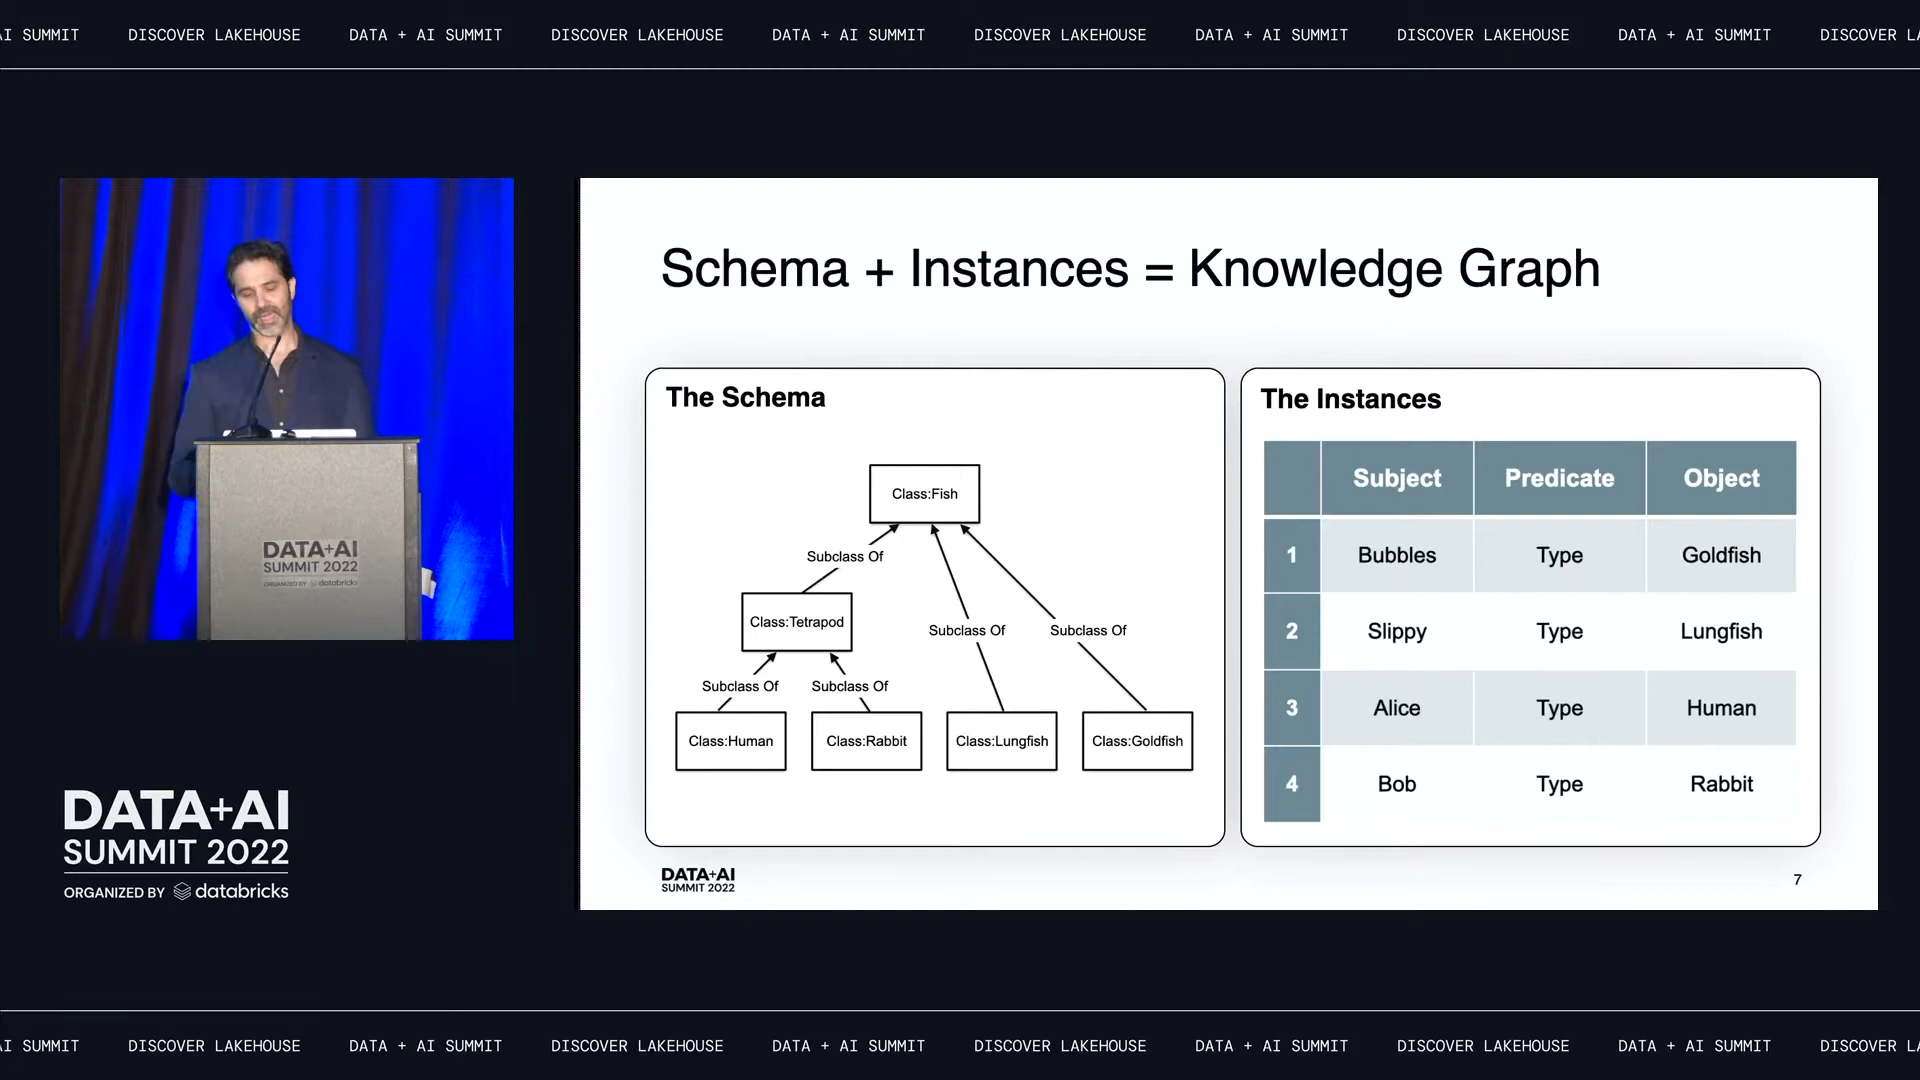 AI SUMMIT DISCOVER LAKEHOUSE DATA + AI SUMMIT DISCOVER LAKEHOUSE DATA + AI SUMMIT DISCOVER LAKEHOUSE DATA + AI SUMMIT DISCOVER LAKEHOUSE DATA + AI SUMMIT DISCOVER LA
DATA+AI
SUMMIT 2022
ORGANIZED BY databricks
DATA+AI
SUMMIT 2022
ORGANIZED BY databricks
Schema + Instances = Knowledge Graph
The Schema
Class:Fish
Subclass Of
Class:Tetrapod
Subclass Of Subclass Of
Subclass Of Subclass Of
Class:Human Class:Rabbit Class:Lungfish Class:Goldfish
The Instances
Subject Predicate Object
1 Bubbles Type Goldfish
2 Slippy Type Lungfish
3 Alice Type Human
4 Bob Type Rabbit
DATA+AI
SUMMIT 2022
7
AI SUMMIT DISCOVER LAKEHOUSE DATA + AI SUMMIT DISCOVER LAKEHOUSE DATA + AI SUMMIT DISCOVER LAKEHOUSE DATA + AI SUMMIT DISCOVER LAKEHOUSE DATA + AI SUMMIT DISCOVER L